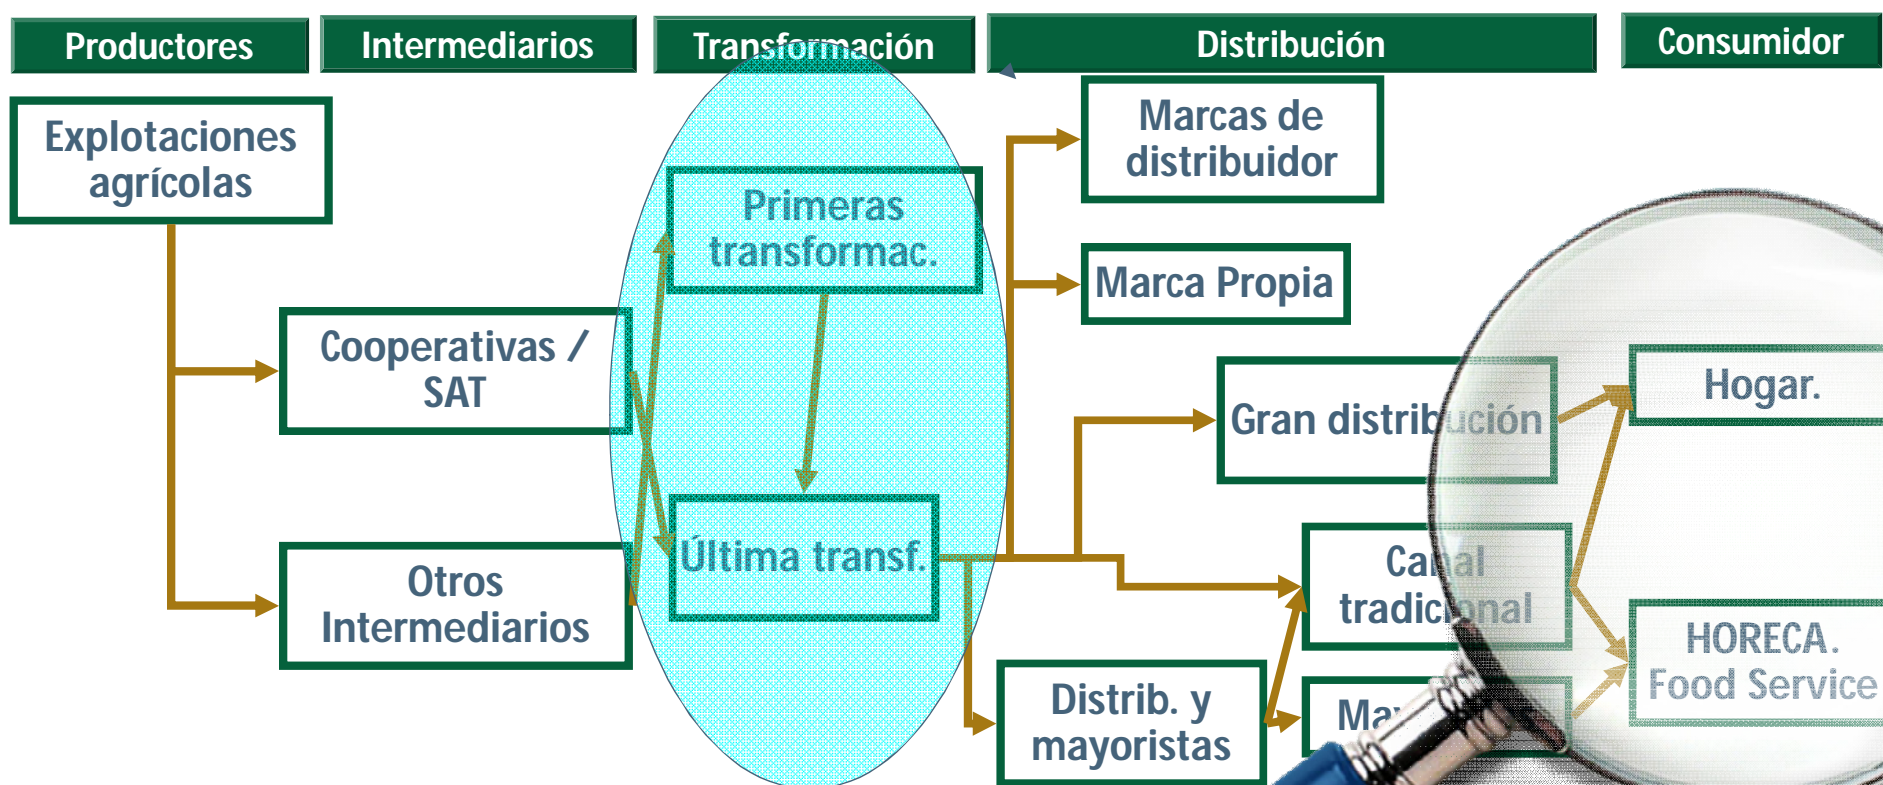 Productores
Intermediarios
Transformación
Distribución
Consumidor
Explotaciones
agrícolas
Cooperativas /
SAT
Otros
Intermediarios
Primeras
transformac.
Última transf.
Marcas de
distribuidor
Marca Propia
Gran distribución
Canal
tradicional
Distrib. y
mayoristas
Hogar.
HORECA.
Food Service